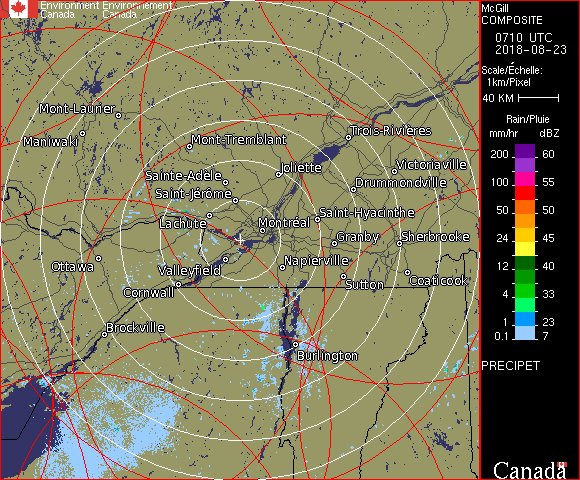 Environment Environnement
Canada Canada
McGill
COMPOSITE
0710 UTC
2018-08-23
Scale/Échelle:
1km/Pixel
40 KM
Rain/Pluie
mm/hr dBZ
200 60
155
100 55
50 50
24 45
12 40
4 33
1 23
0.1 7
PRECIPET
Canada
Mont-Laurier
Maniwaki
Mont-Tremblant
Trois-Rivières
Joliette
Victoriaville
Sainte-Adèle
Drummondville
Saint-Jérôme
Saint-Hyacinthe
Lachute
Montréal
Granby
Sherbrooke
Ottawa
Valleyfield
Napierville
Sutton
Coaticook
Cornwall
Brockville
Burlington